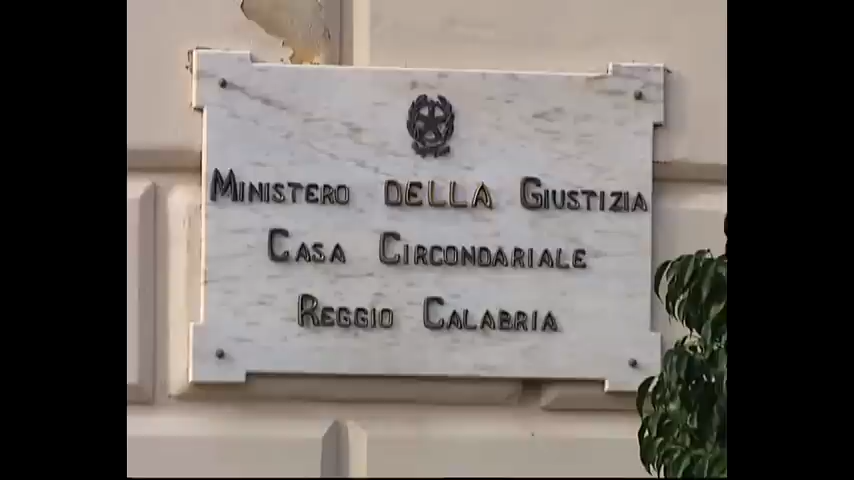 MINISTERO DELLA GIUSTIZIA
CASA CIRCONDARIALE
REGGIO CALABRIA